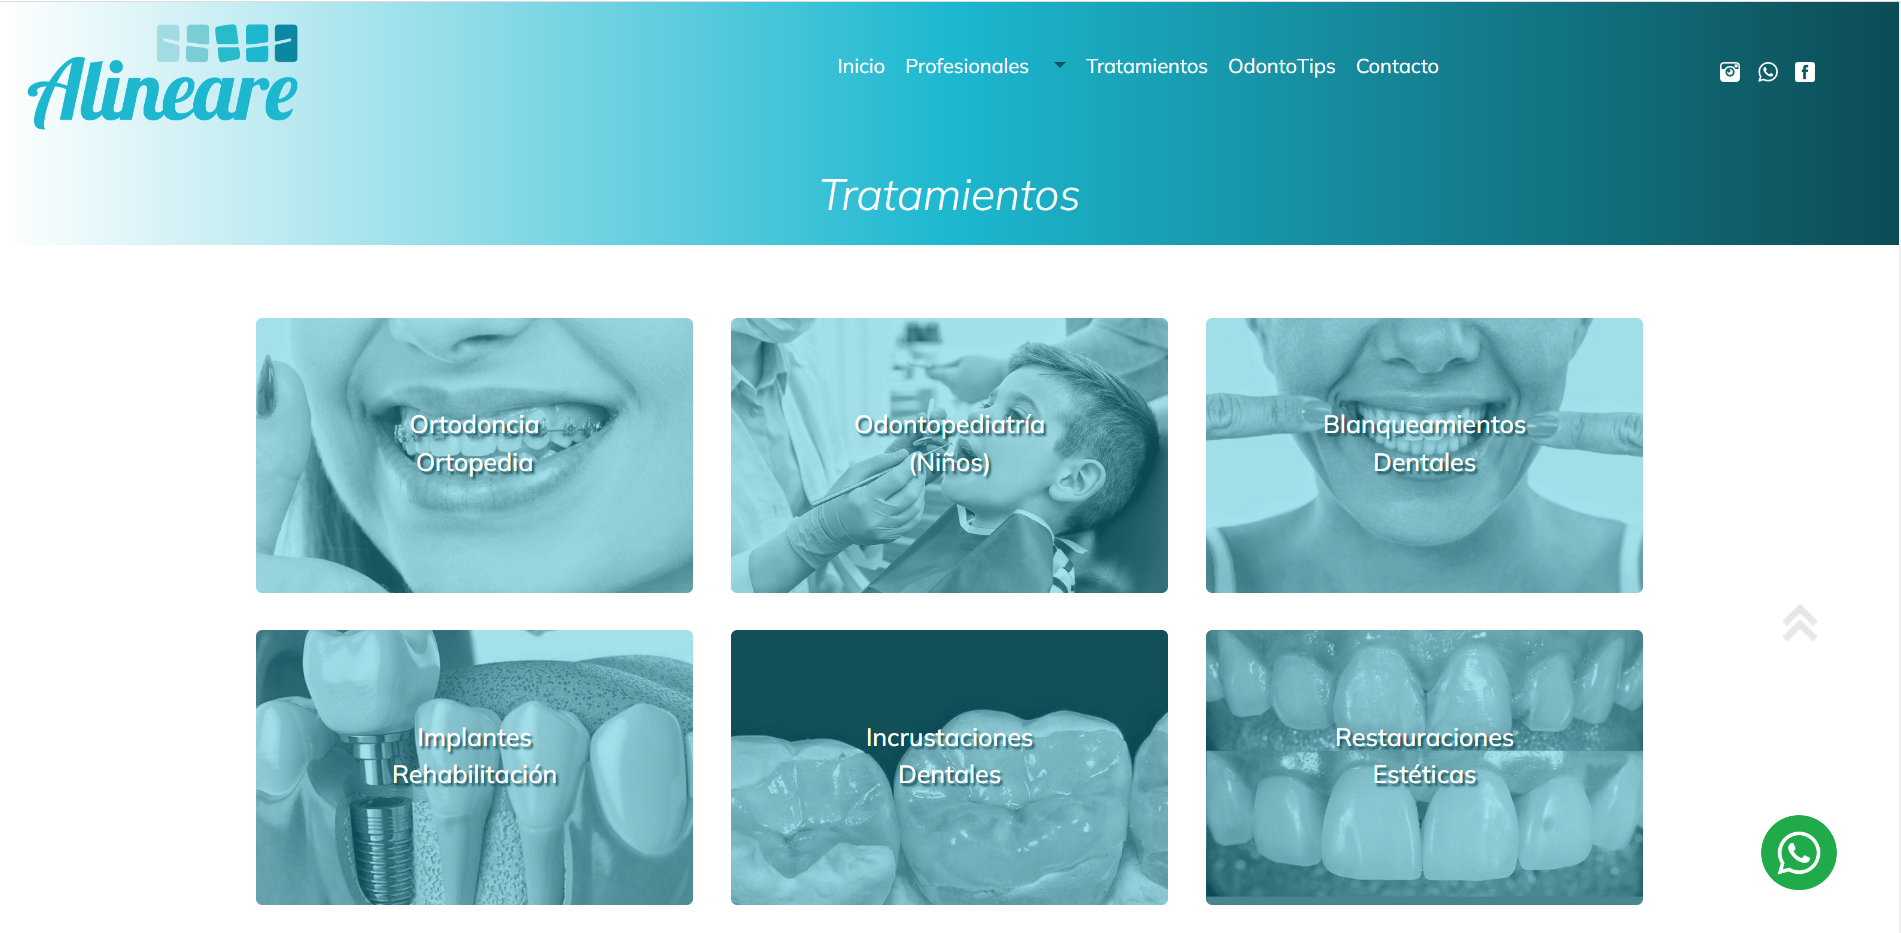 Alineare
Inicio Profesionales Tratamientos OdontoTips Contacto
Tratamientos
Ortodoncia
Ortopedia
Odontopediatría
(Niños)
Blanqueamientos
Dentales
Implantes
Rehabilitación
Incrustaciones
Dentales
Restauraciones
Estéticas